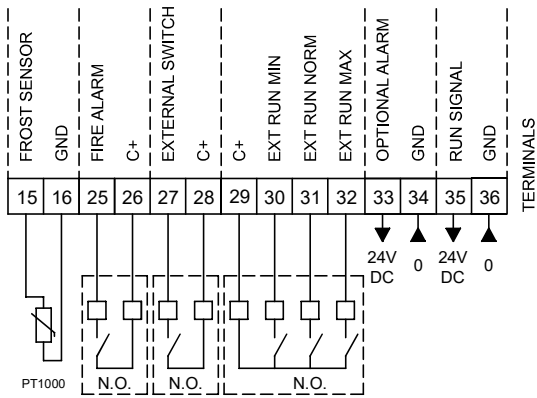 FROST SENSOR
GND
FIRE ALARM
C+
EXTERNAL SWITCH
C+
C+
EXT RUN MIN
EXT RUN NORM
EXT RUN MAX
OPTIONAL ALARM
GND
RUN SIGNAL
GND
TERMINALS
15 16 25 26 27 28 29 30 31 32 33 34 35 36
24V
DC
0
24V
DC
0
PT1000
N.O.
N.O.
N.O.